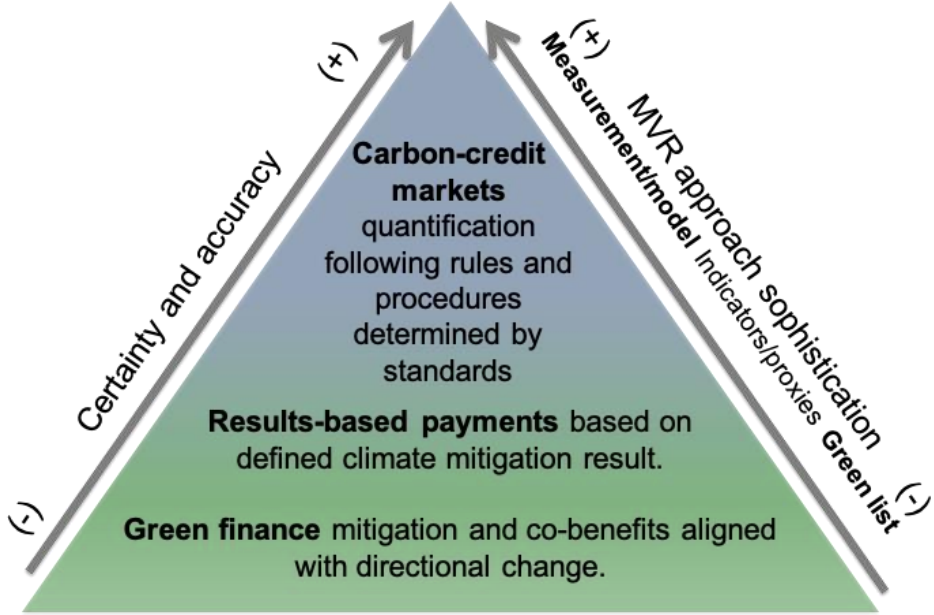 (+)
(+)
Certainty and accuracy
MVR approach sophistication
Measurement/model Indicators/proxies Green list
Carbon-credit
markets
quantification
following rules and
procedures
determined by
standards
Results-based payments based on
defined climate mitigation result.
(-)
(-)
Green finance mitigation and co-benefits aligned
with directional change.